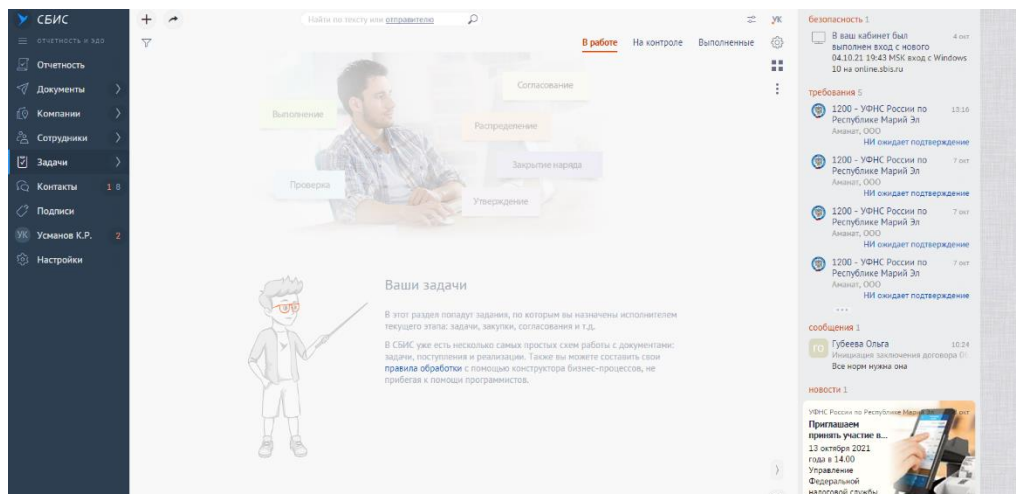 СБИС
ОТЧЕТНОСТЬ И ЭДО
Отчетность
Документы
Компании
Сотрудники
Задачи
Контакты 1 8
Подписи
УК Усманов К.Р. 2
Настройки
Найти по тексту или отправителю
УК
В работе На контроле Выполненные
Согласование
Выполнение
Распределение
Закрытие наряда
Проверка
Утверждение
Ваши задачи
В этот раздел попадут задания, по которым вы назначены исполнителем
текущего этапа: задачи, закупки, согласования и т.д.
В СБИС уже есть несколько самых простых схем работы с документами:
задачи, поступления и реализации. Также вы можете составить свои
правила обработки с помощью конструктора бизнес-процессов, не
прибегая к помощи программистов.
безопасность 1
В ваш кабинет был 4 окт
выполнен вход с нового
04.10.21 19:43 MSK вход с Windows
10 на online.sbis.ru
требования 5
1200 - УФНС России по 13:16
Республике Марий Эл
Аманат, ООО
НИ ожидает подтверждение
1200 - УФНС России по 7 окт
Республике Марий Эл
Аманат, ООО
НИ ожидает подтверждение
1200 - УФНС России по 7 окт
Республике Марий Эл
Аманат, ООО
НИ ожидает подтверждение
1200 - УФНС России по 7 окт
Республике Марий Эл
Аманат, ООО
НИ ожидает подтверждение
...
сообщения 1
ГО Губеева Ольга 10:24
Инициация заключения договора
Все норм нужна она
новости 1
УФНС России по Республике Марий Эл окт
Приглашаем
принять участие в...
13 октября 2021
года в 14.00
Управление
Федеральной
налоговой службы